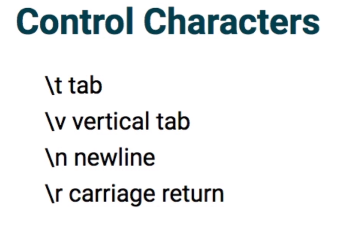 Control Characters
\t tab
\v vertical tab
\n newline
\r carriage return